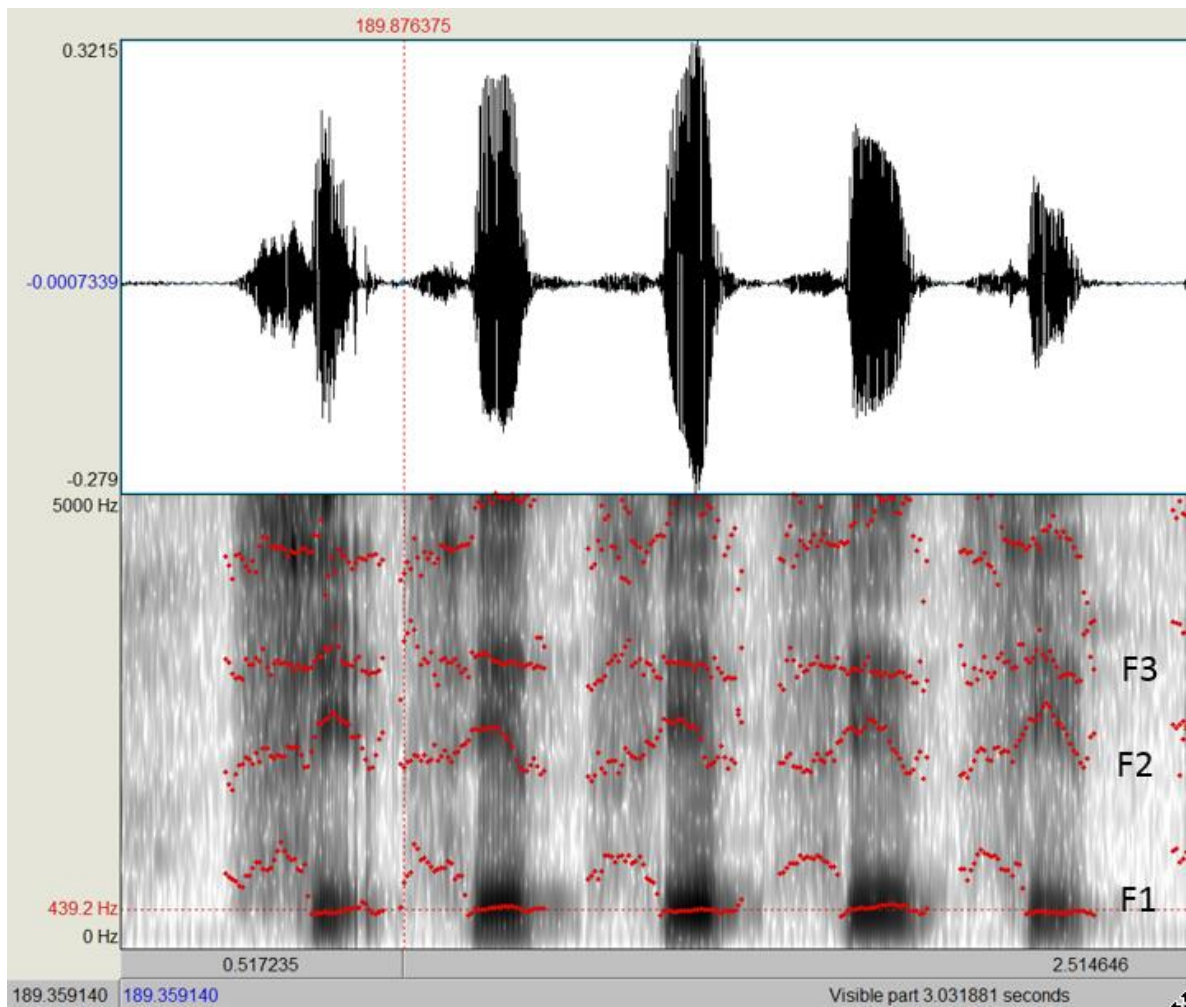 189.876375
0.3215
-0.0007339
-0.279
5000 Hz
F3
F2
F1
439.2 Hz
0 Hz
0.517235 2.514646
189.359140 189.359140 Visible part 3.031881 seconds